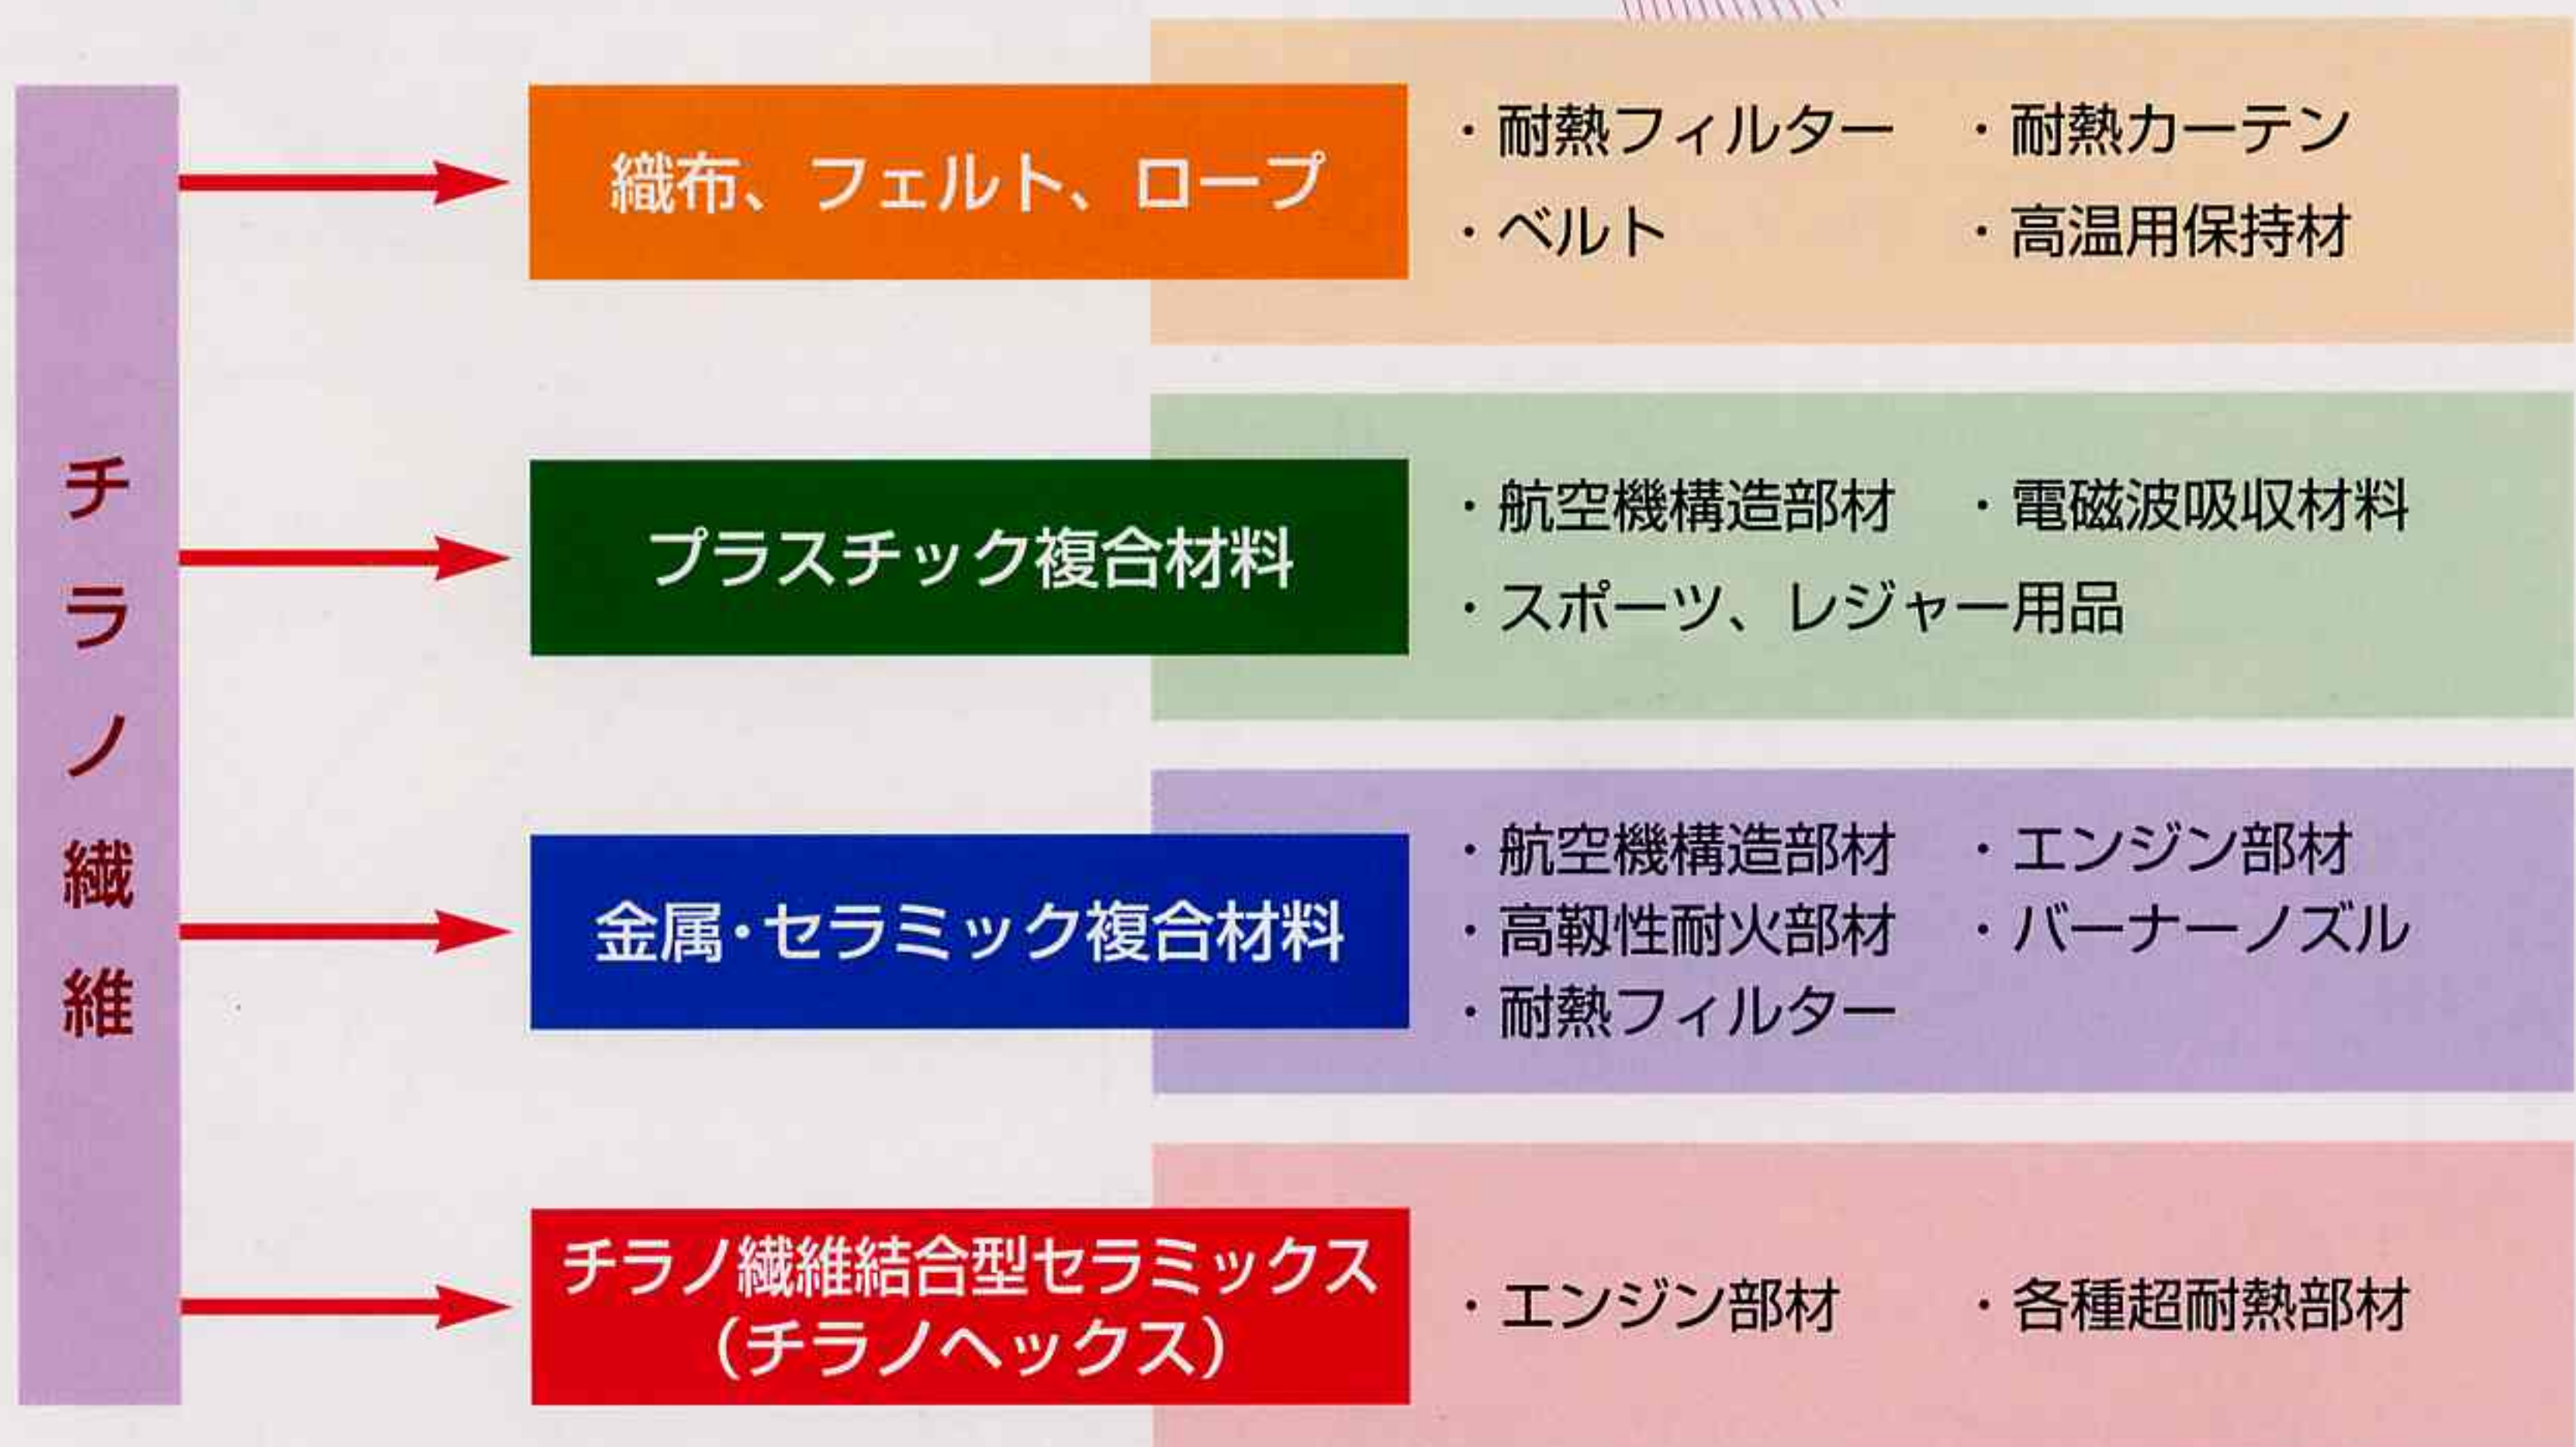 チラノ繊維
織布、フェルト、ロープ
・耐熱フィルター ・耐熱カーテン
・ベルト ・高温用保持材
プラスチック複合材料
・航空機構造部材 ・電磁波吸収材料
・スポーツ、レジャー用品
金属・セラミック複合材料
・航空機構造部材 ・エンジン部材
・高靱性耐火部材 ・バーナーノズル
・耐熱フィルター
チラノ繊維結合型セラミックス
(チラノヘックス)
・エンジン部材 ・各種超耐熱部材